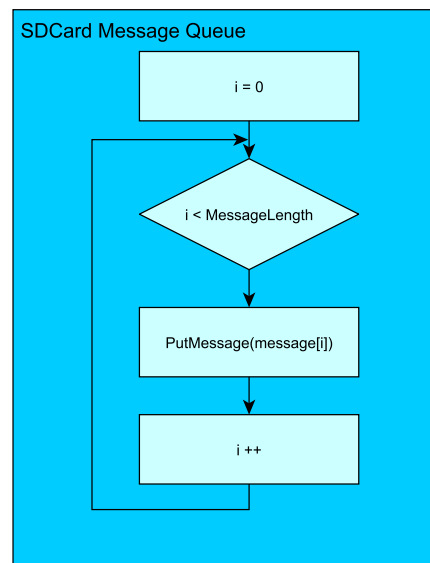 SDCard Message Queue
i = 0
i < MessageLength
PutMessage(message[i])
i ++